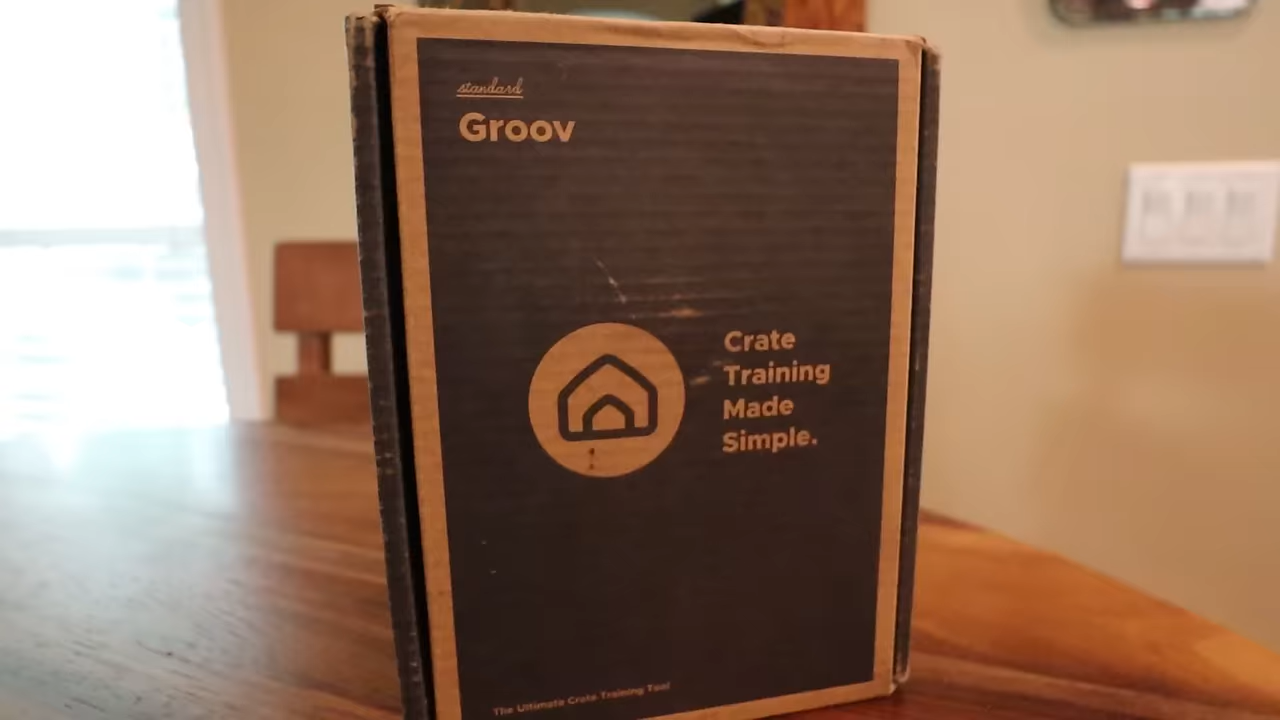 standard
Groov
Crate
Training
Made
Simple.
The Ultimate Crate Training Tool